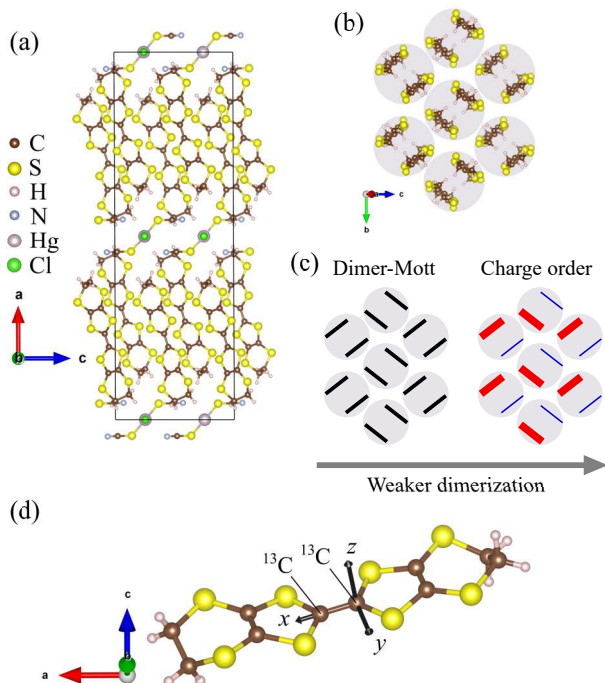 (a)
C
S
H
N
Hg
Cl
a
b
c
(b)
a
c
b
(c)
Dimer-Mott
Charge order
Weaker dimerization
(d)
¹³C
¹³C
z
x
y
c
b
a